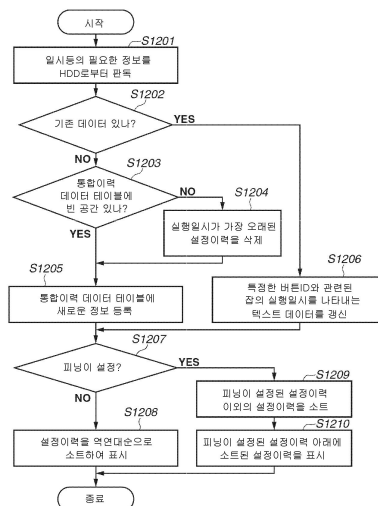 시작
S1201
일시등의 필요한 정보를
HDD로부터 판독
S1202
기존 데이터 있나?
YES
NO
S1203
통합이력
데이터 테이블에
빈 공간 있나?
NO
YES
S1204
실행일시가 가장 오래된
설정이력을 삭제
S1205
통합이력 데이터 테이블에
새로운 정보 등록
S1206
특정한 버튼ID와 관련된
잡의 실행일시를 나타내는
텍스트 데이터를 갱신
S1207
피닝이 설정?
YES
NO
S1208
설정이력을 역연대순으로
소트하여 표시
S1209
피닝이 설정된 설정이력
이외의 설정이력을 소트
S1210
피닝이 설정된 설정이력 아래에
소트된 설정이력을 표시
종료